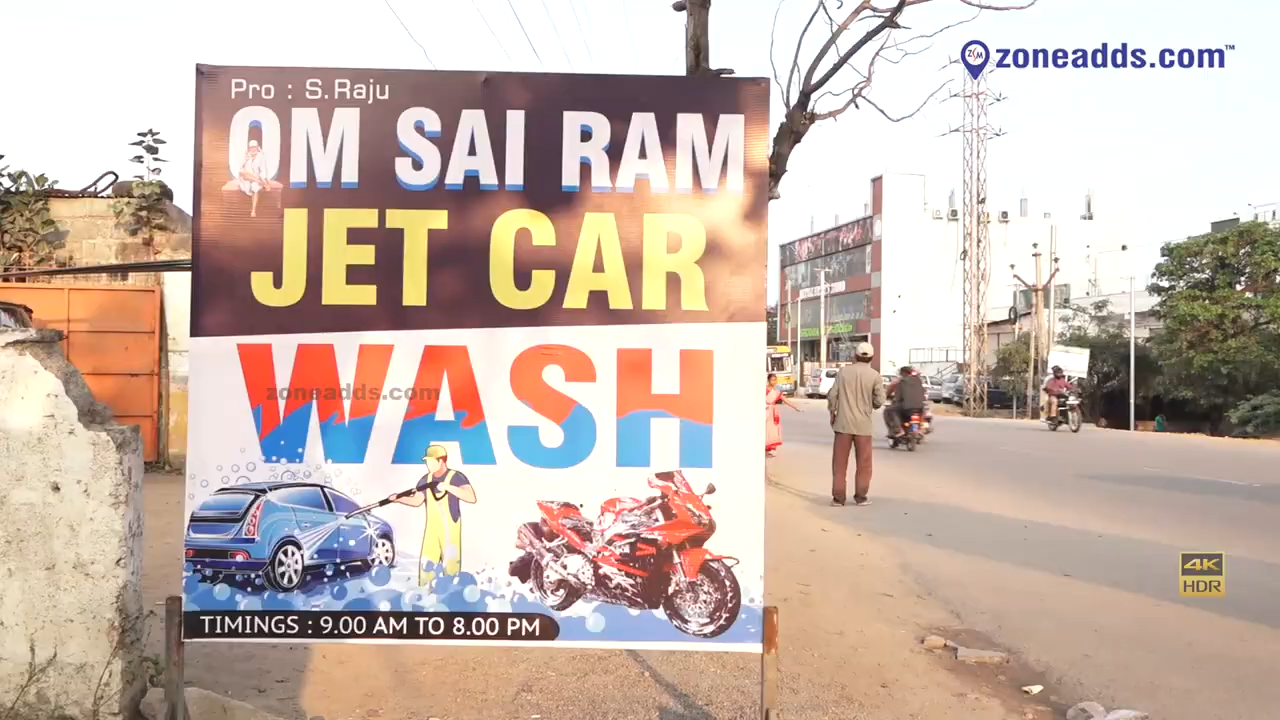 zoneadds.com™
Pro : S.Raju
OM SAI RAM
JET CAR
WASH
zoneadds.com
TIMINGS : 9.00 AM TO 8.00 PM
4K
HDR